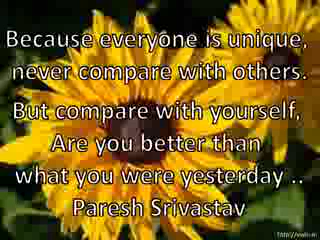 Because everyone is unique,
never compare with others.
But compare with yourself,
Are you better than
what you were yesterday ..
Paresh Srivastav